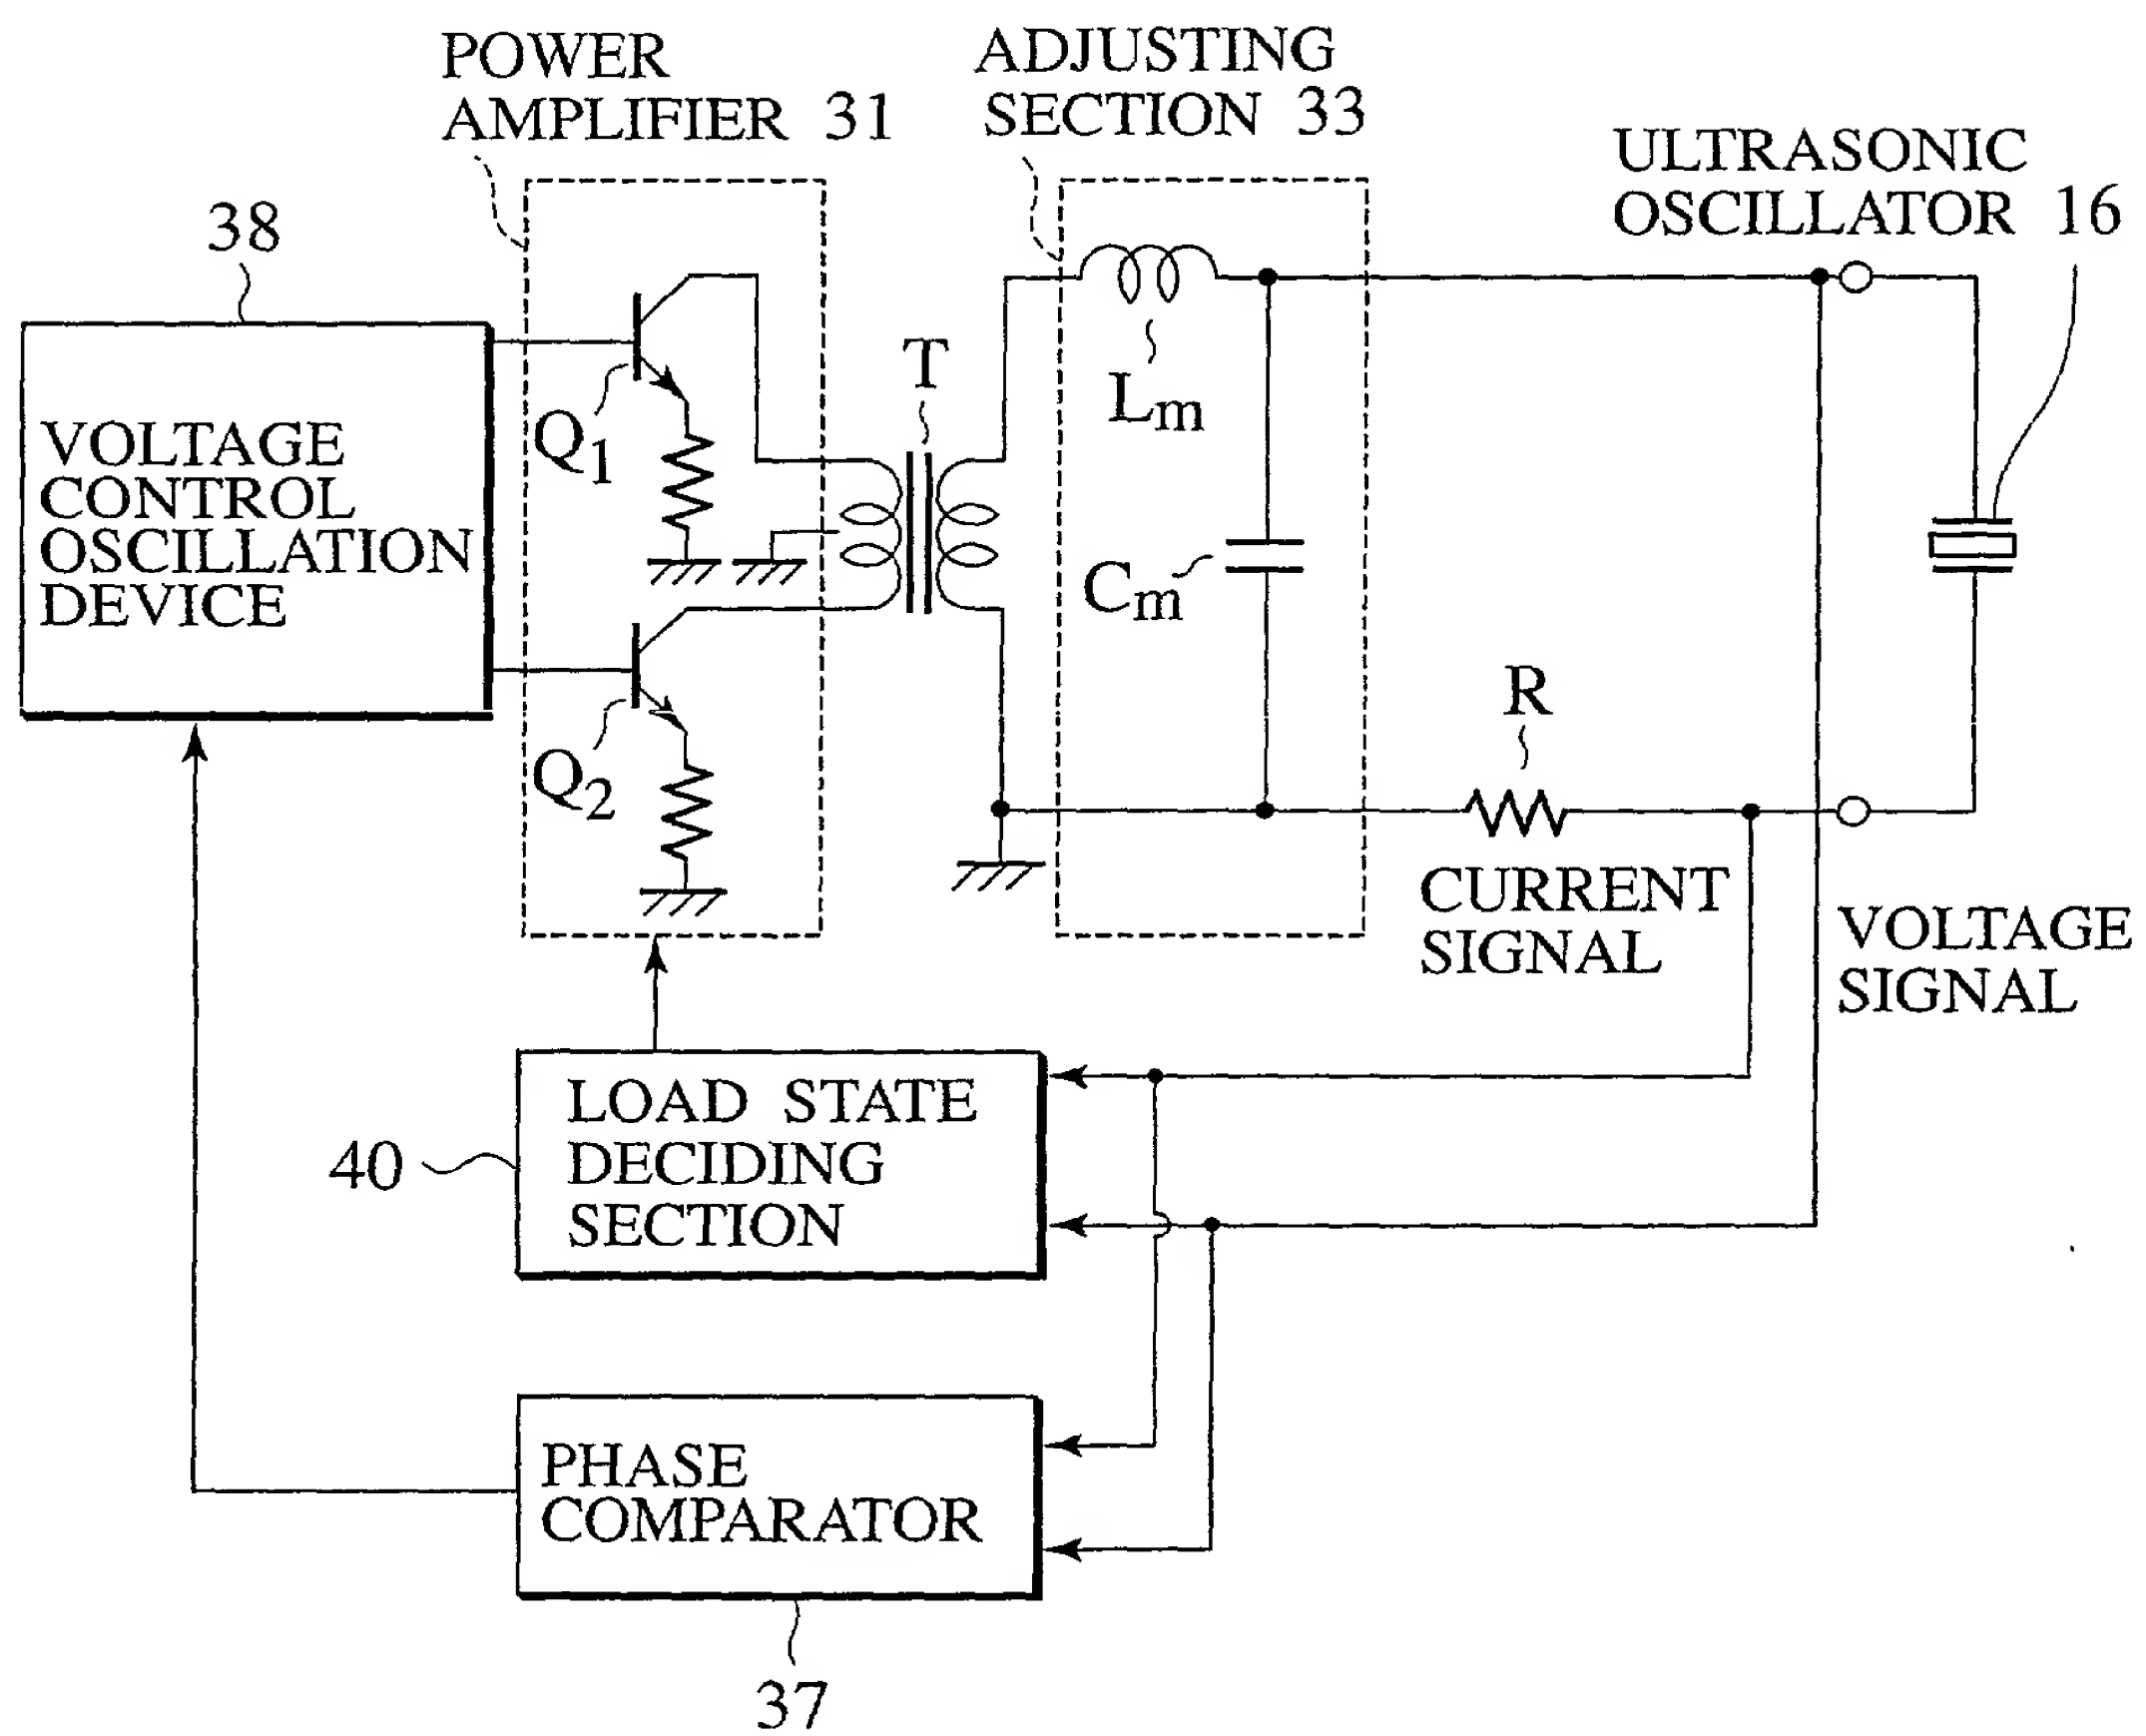 POWER
AMPLIFIER 31
ADJUSTING
SECTION 33
ULTRASONIC
OSCILLATOR 16
38
VOLTAGE
CONTROL
OSCILLATION
DEVICE
Q1
T
Lm
Cm
Q2
R
CURRENT
SIGNAL
VOLTAGE
SIGNAL
40
LOAD STATE
DECIDING
SECTION
PHASE
COMPARATOR
37